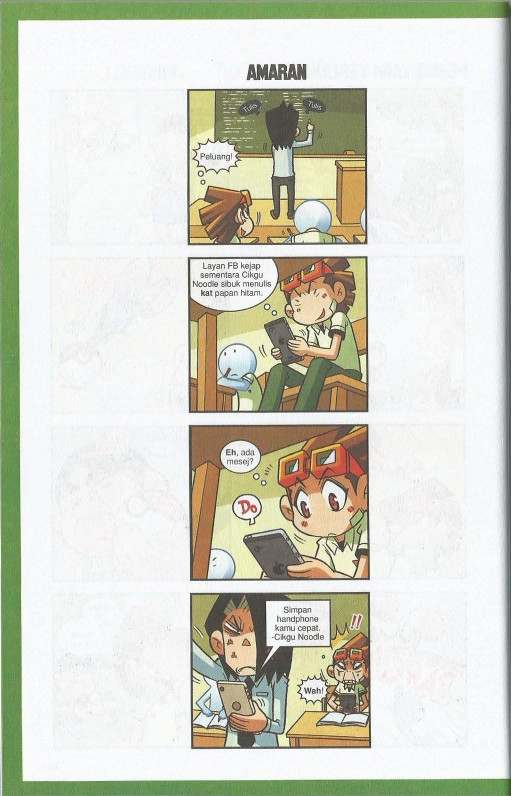 AMARAN
Tulis
Tulis
Peluang!
Layan FB kejap
sementara Cikgu
Noodle sibuk menulis
kat papan hitam.
Eh, ada
mesej?
Do
Simpan
handphone
kamu cepat.
-Cikgu Noodle
!!
Wah!